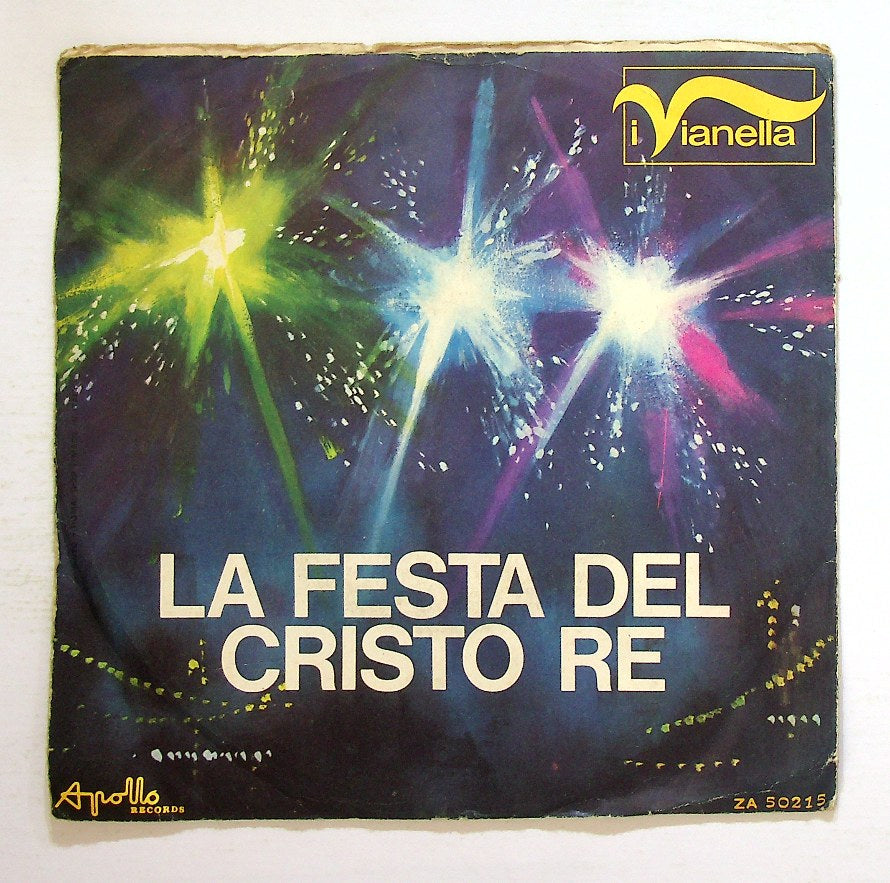 i Vianella
LA FESTA DEL
CRISTO RE
Apollo
RECORDS
ZA 50215